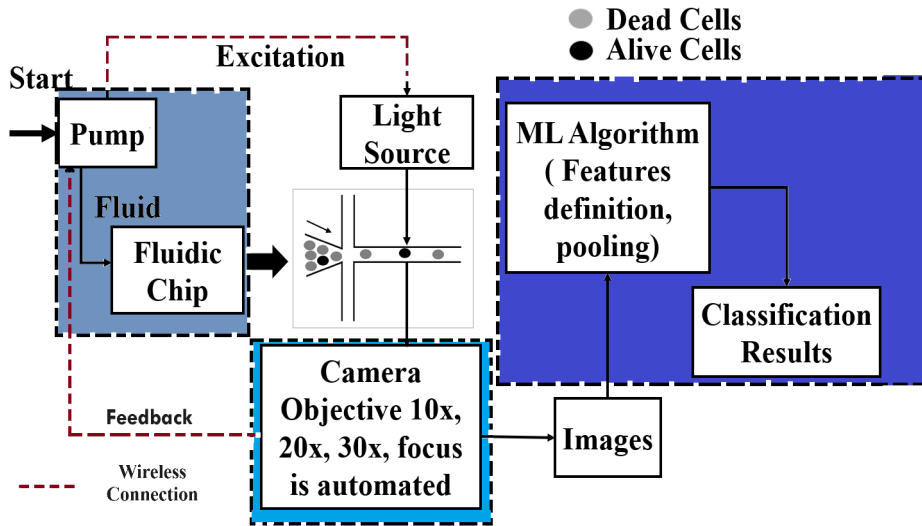 Dead Cells
Alive Cells
Excitation
Start
Pump
Light
Source
ML Algorithm
( Features
definition,
pooling)
Fluid
Fluidic
Chip
Classification
Results
Camera
Objective 10x,
20x, 30x, focus
is automated
Feedback
Images
Wireless
Connection